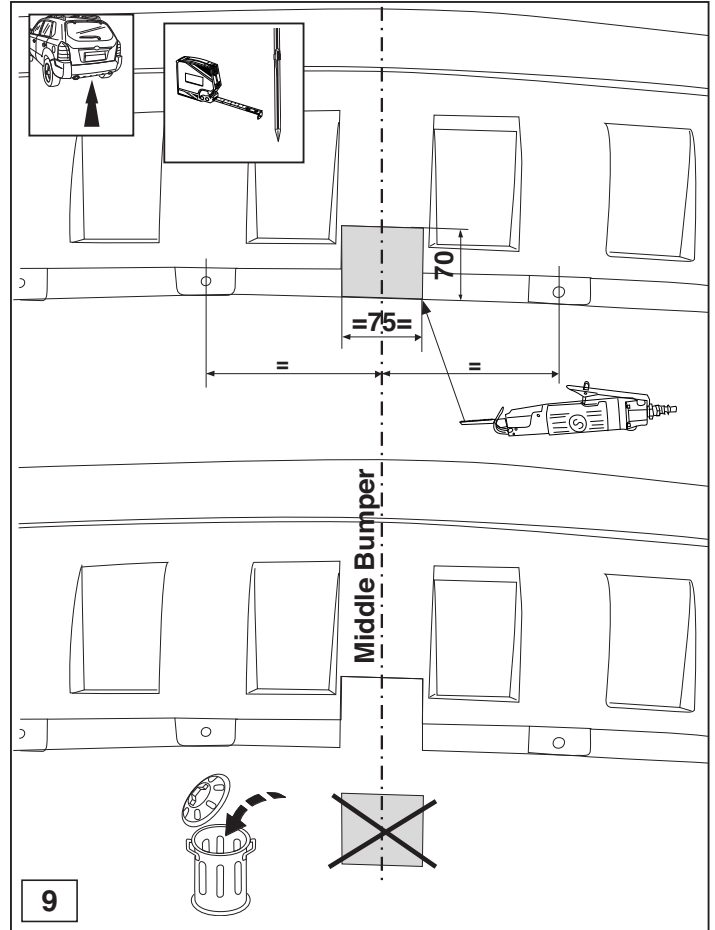 70
=75=
=
=
S
Middle Bumper
9